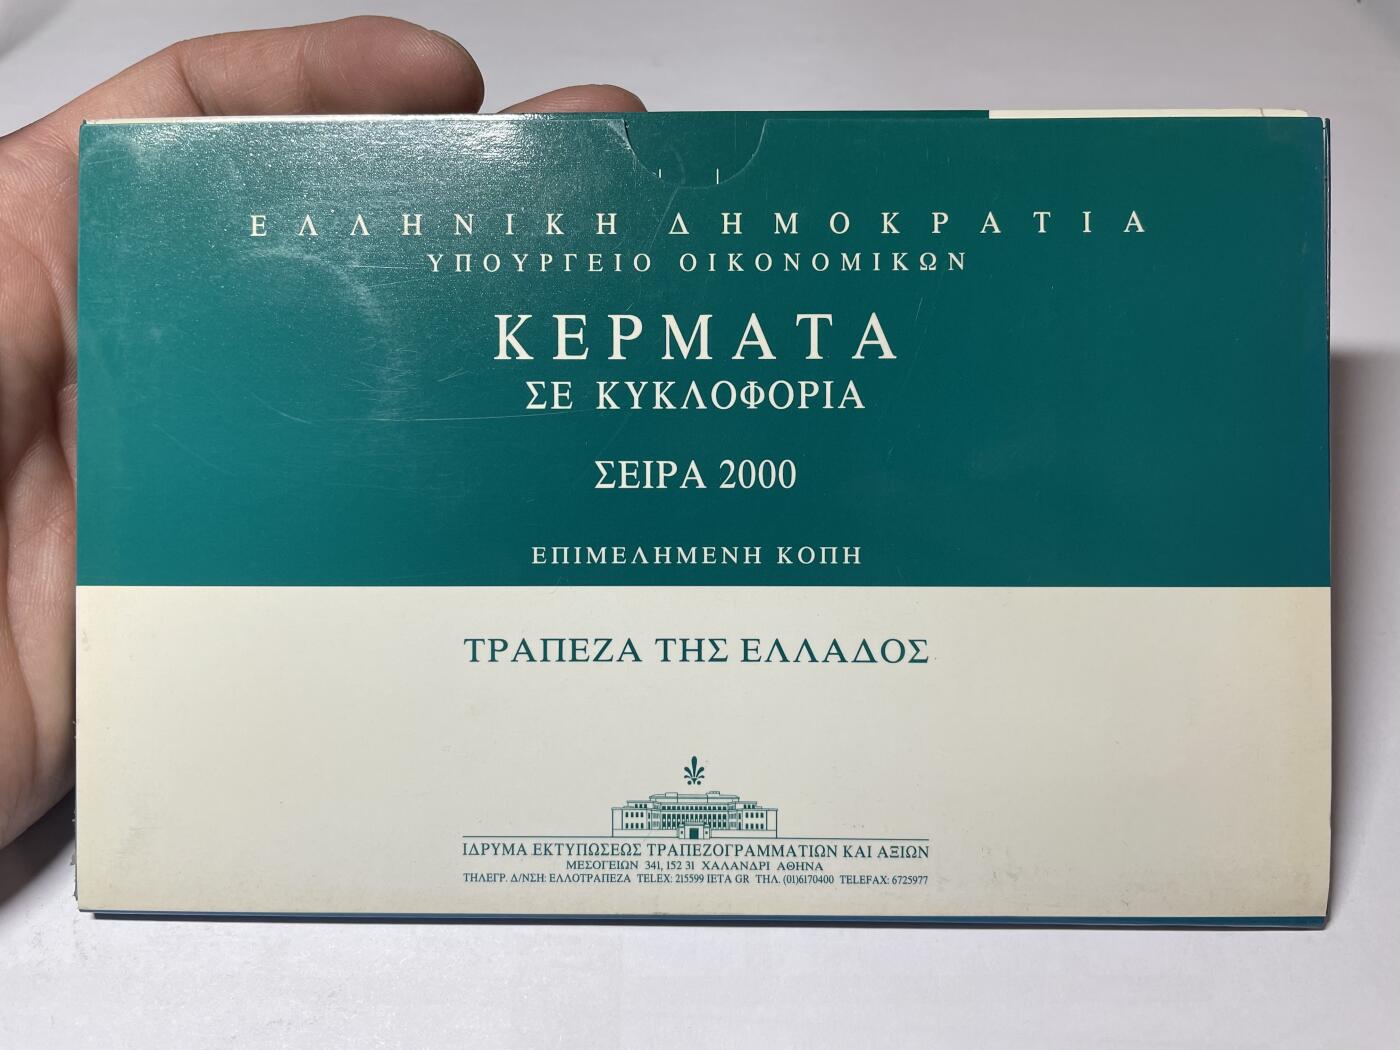 ΕΛΛΗΝΙΚΗ ΔΗΜΟΚΡΑΤΙΑ
ΥΠΟΥΡΓΕΙΟ ΟΙΚΟΝΟΜΙΚΩΝ
ΚΕΡΜΑΤΑ
ΣΕ ΚΥΚΛΟΦΟΡΙΑ
ΣΕΙΡΑ 2000
ΕΠΙΜΕΛΗΜΕΝΗ ΚΟΠΗ
ΤΡΑΠΕΖΑ ΤΗΣ ΕΛΛΑΔΟΣ
ΙΔΡΥΜΑ ΕΚΤΥΠΩΣΕΩΣ ΤΡΑΠΕΖΟΓΡΑΜΜΑΤΙΩΝ ΚΑΙ ΑΞΙΩΝ
ΜΕΣΟΓΕΙΩΝ 341, 152 31 ΧΑΛΑΝΔΡΙ ΑΘΗΝΑ
ΤΗΛΕΓΡ. Δ/ΝΣΗ: ΕΛΛΟΤΡΑΠΕΖΑ TELEX: 215599 IETA GR ΤΗΛ. (01)6170400 TELEFAX: 6725977